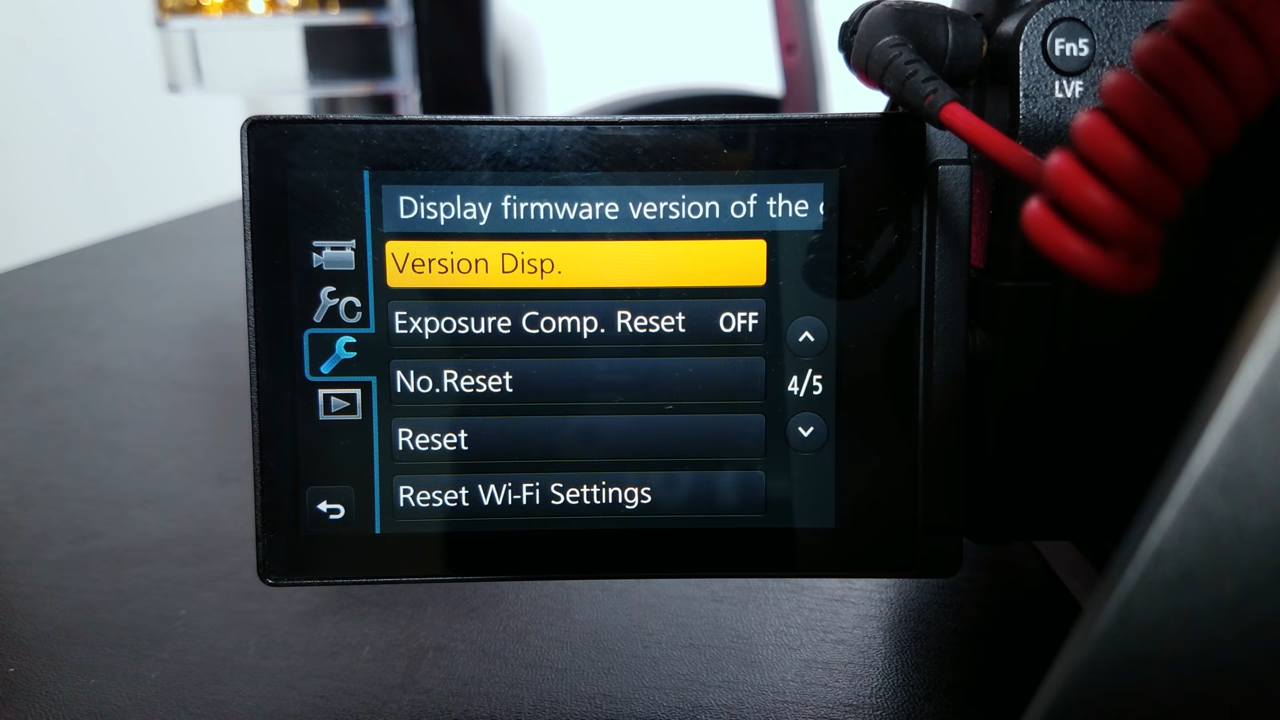 Fn5
LVF
Display firmware version of the
Version Disp.
Exposure Comp. Reset OFF
No.Reset
4/5
Reset
Reset Wi-Fi Settings
C